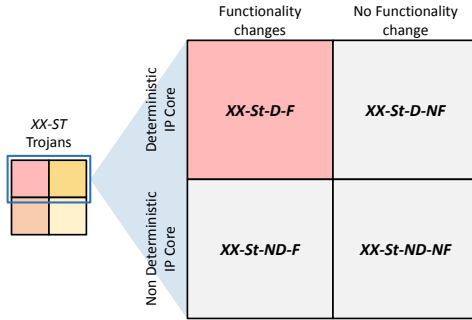 Functionality
changes
No Functionality
change
XX-ST
Trojans
Deterministic
IP Core
XX-St-D-F
XX-St-D-NF
Non Deterministic
IP Core
XX-St-ND-F
XX-St-ND-NF